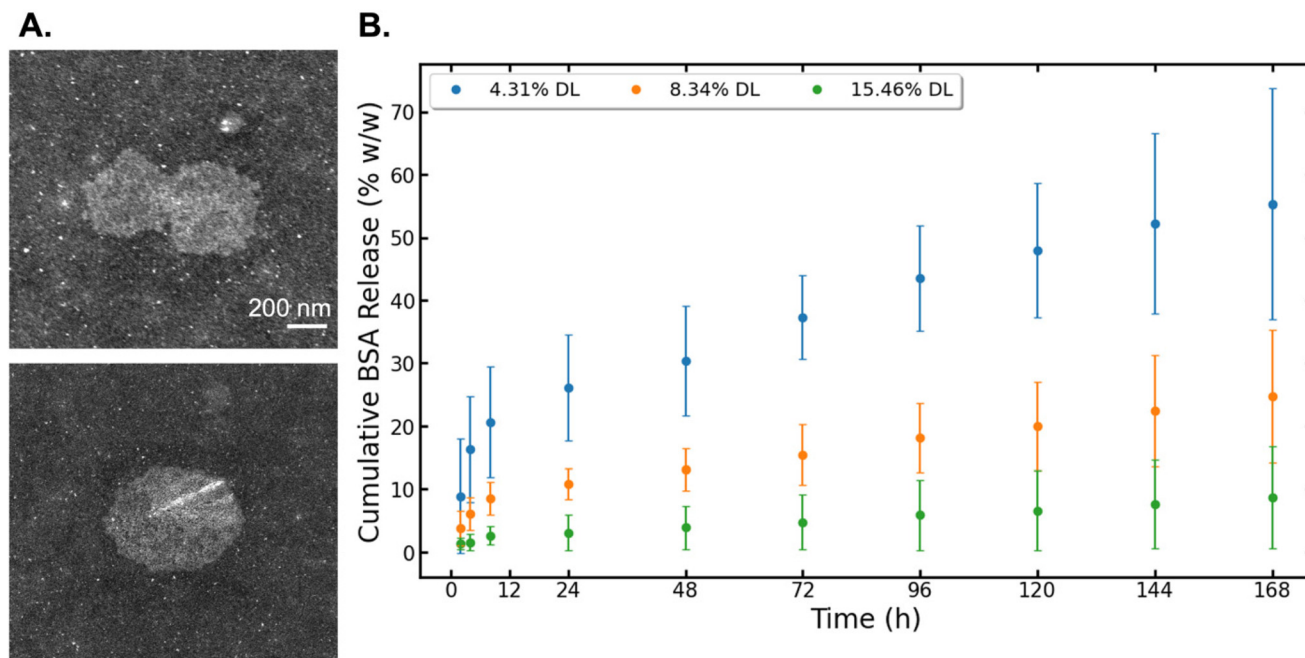 A.
200 nm
B.
4.31% DL 8.34% DL 15.46% DL
Cumulative BSA Release (% w/w)
70
60
50
40
30
20
10
0
0 12 24 48 72 96 120 144 168
Time (h)